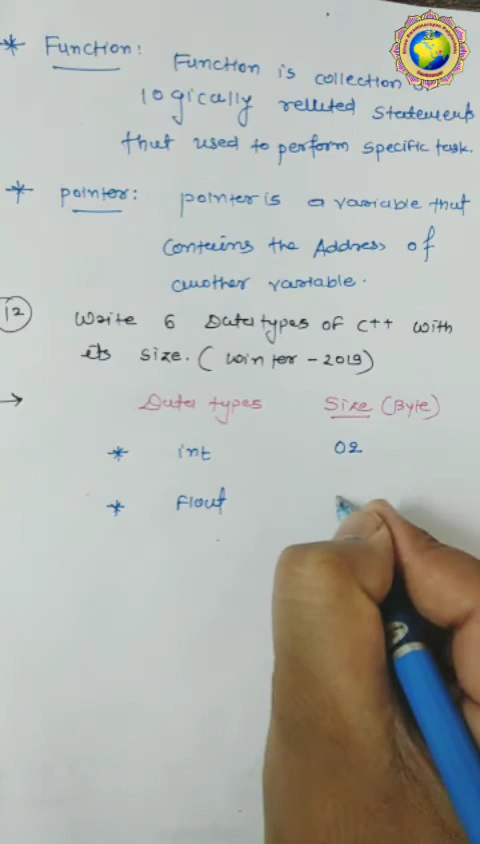 * Function: Function is collection
logically relleted statements
that used to perform specific task.
* pointer: pointer is a variable that
contains the Address of
another variable.
12 Write 6 Data types of C++ with
its size. (Winter-2019)
→ Data types Size (Byte)
* int 02
* Float